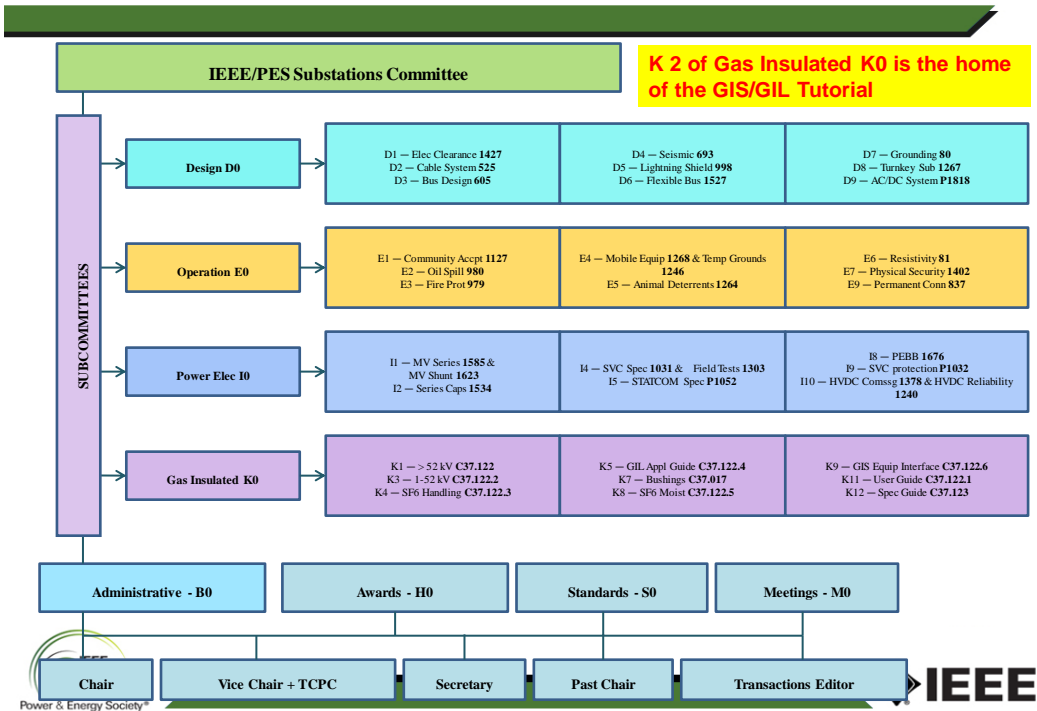 IEEE/PES Substations Committee
K 2 of Gas Insulated K0 is the home
of the GIS/GIL Tutorial
SUBCOMMITTEES
Design D0
D1 — Elec Clearance 1427
D2 — Cable System 525
D3 — Bus Design 605
D4 — Seismic 693
D5 — Lightning Shield 998
D6 — Flexible Bus 1527
D7 — Grounding 80
D8 — Turnkey Sub 1267
D9 — AC/DC System P1818
Operation E0
E1 — Community Accpt 1127
E2 — Oil Spill 980
E3 — Fire Prot 979
E4 — Mobile Equip 1268 & Temp Grounds
1246
E5 — Animal Deterrents 1264
E6 — Resistivity 81
E7 — Physical Security 1402
E9 — Permanent Conn 837
Power Elec I0
I1 — MV Series 1585 &
MV Shunt 1623
I2 — Series Caps 1534
I4 — SVC Spec 1031 & Field Tests 1303
I5 — STATCOM Spec P1052
I8 — PEBB 1676
I9 — SVC protection P1032
I10 — HVDC Comssg 1378 & HVDC Reliability
1240
Gas Insulated K0
K1 — > 52 kV C37.122
K3 — 1-52 kV C37.122.2
K4 — SF6 Handling C37.122.3
K5 — GIL Appl Guide C37.122.4
K7 — Bushings C37.017
K8 — SF6 Moist C37.122.5
K9 — GIS Equip Interface C37.122.6
K11 — User Guide C37.122.1
K12 — Spec Guide C37.123
Administrative - B0
Awards - H0
Standards - S0
Meetings - M0
Chair
Vice Chair + TCPC
Secretary
Past Chair
Transactions Editor
Power & Energy Society®
IEEE